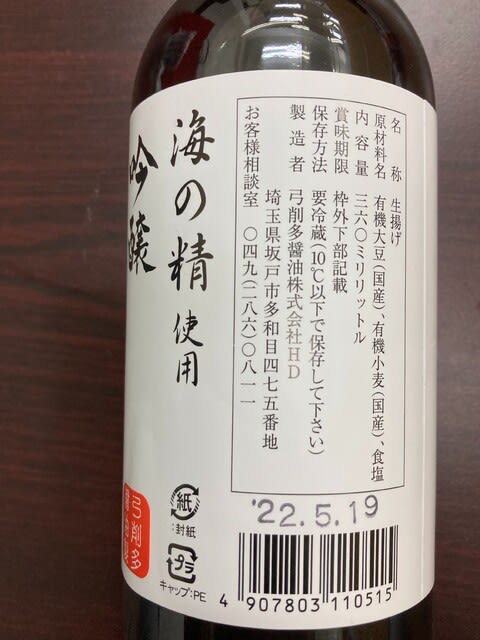 名称 生揚げ
原材料名 有機大豆(国産)、有機小麦(国産)、食塩
内容量 三六〇ミリリットル
賞味期限 枠外下部記載
保存方法 要冷蔵(10℃以下で保存して下さい)
製造者 弓削多醤油株式会社HD
埼玉県坂戸市多和目四七五番地
お客様相談室 〇四九(二八六)〇八一一
海の精使用
吟醸
弓削多
'22.5.19
紙
:封紙
プラ
キャップ:PE
4 907803 110515